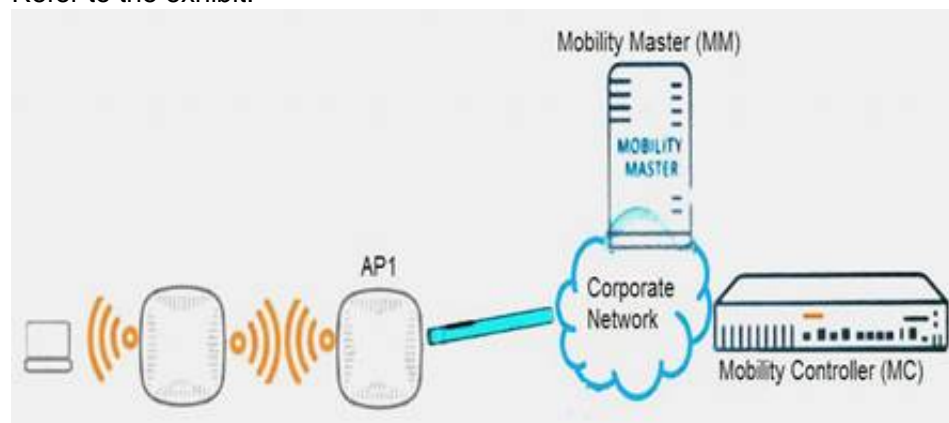 Refer to the exhibit.
Mobility Master (MM)
MOBILITY
MASTER
AP1
Corporate
Network
Mobility Controller (MC)